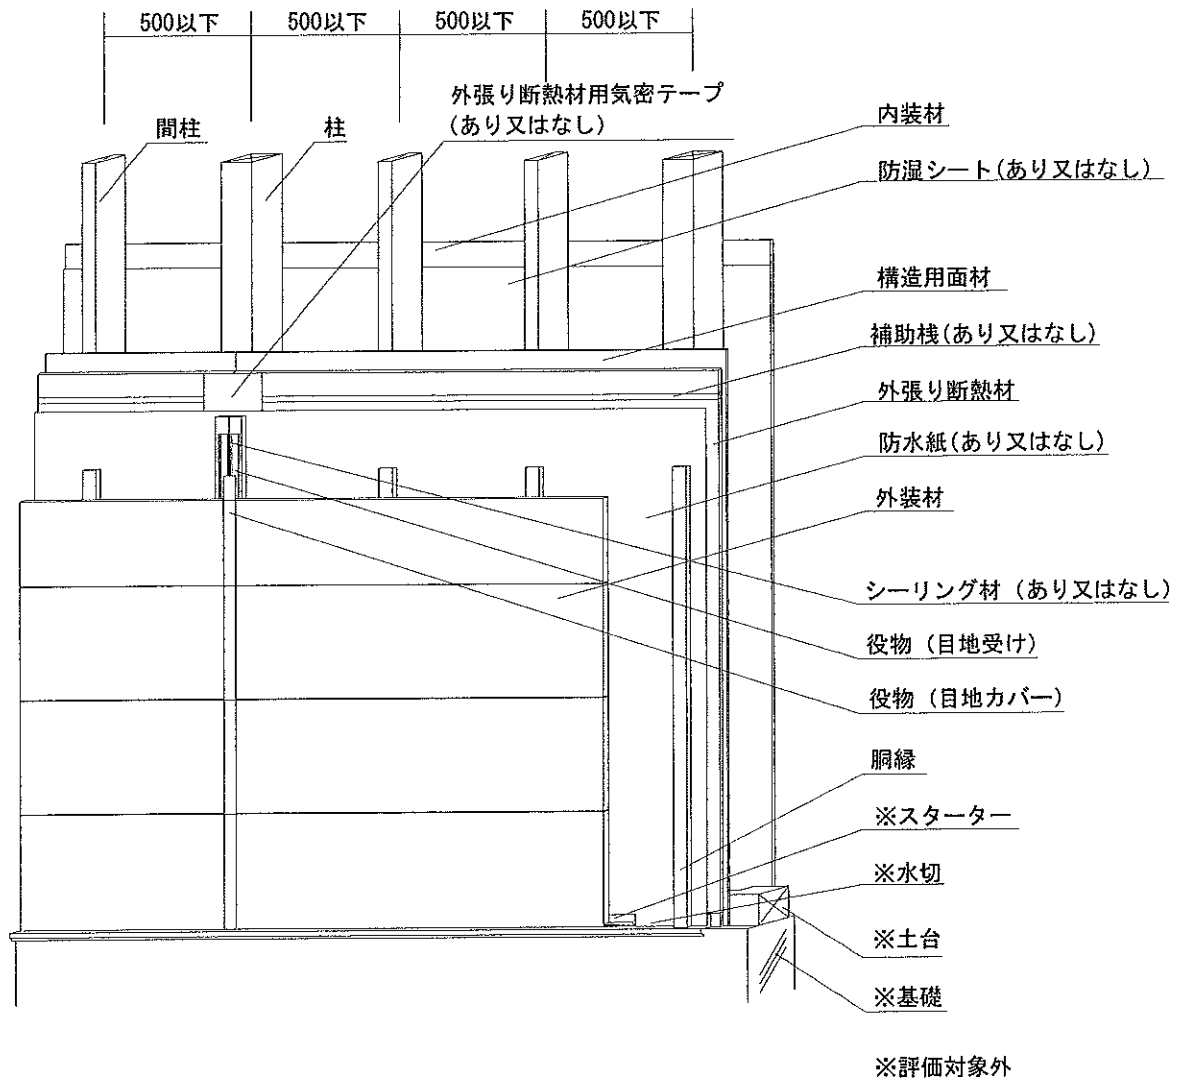 500以下 500以下 500以下 500以下
外張り断熱材用気密テープ
(あり又はなし)
間柱
柱
内装材
防湿シート(あり又はなし)
構造用面材
補助桟(あり又はなし)
外張り断熱材
防水紙(あり又はなし)
外装材
シーリング材 (あり又はなし)
役物 (目地受け)
役物 (目地カバー)
胴縁
※スターター
※水切
※土台
※基礎
※評価対象外